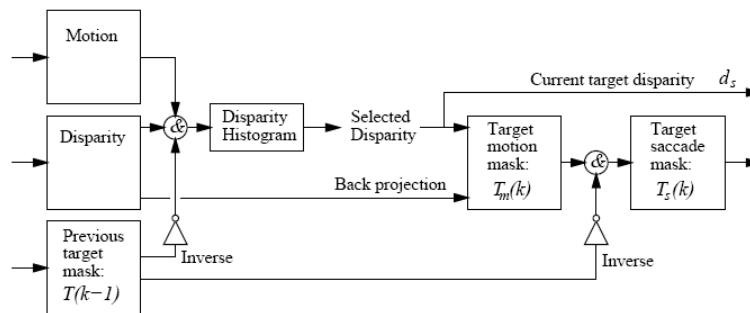 Motion
Current target disparity d_s
Disparity
&
Disparity
Histogram
Selected
Disparity
Target
motion
mask:
T_m(k)
&
Target
saccade
mask:
T_s(k)
Back projection
Previous
target
mask:
T(k−1)
Inverse
Inverse